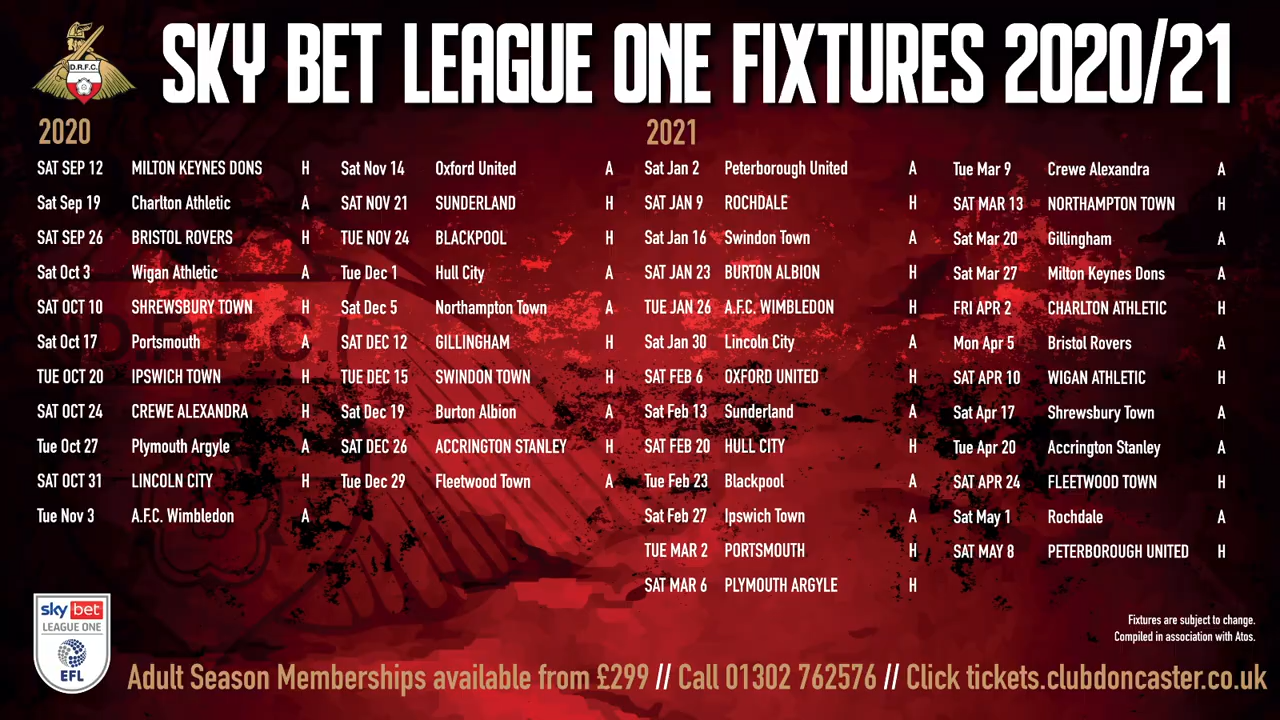 D.R.F.C.
SKY BET LEAGUE ONE FIXTURES 2020/21
2020
SAT SEP 12 MILTON KEYNES DONS H
Sat Sep 19 Charlton Athletic A
SAT SEP 26 BRISTOL ROVERS H
Sat Oct 3 Wigan Athletic A
SAT OCT 10 SHREWSBURY TOWN H
Sat Oct 17 Portsmouth A
TUE OCT 20 IPSWICH TOWN H
SAT OCT 24 CREWE ALEXANDRA H
Tue Oct 27 Plymouth Argyle A
SAT OCT 31 LINCOLN CITY H
Tue Nov 3 A.F.C. Wimbledon A
Sat Nov 14 Oxford United A
SAT NOV 21 SUNDERLAND H
TUE NOV 24 BLACKPOOL H
Tue Dec 1 Hull City A
Sat Dec 5 Northampton Town A
SAT DEC 12 GILLINGHAM H
TUE DEC 15 SWINDON TOWN H
Sat Dec 19 Burton Albion A
SAT DEC 26 ACCRINGTON STANLEY H
Tue Dec 29 Fleetwood Town A
2021
Sat Jan 2 Peterborough United A
SAT JAN 9 ROCHDALE H
Sat Jan 16 Swindon Town A
SAT JAN 23 BURTON ALBION H
TUE JAN 26 A.F.C. WIMBLEDON H
Sat Jan 30 Lincoln City A
SAT FEB 6 OXFORD UNITED H
Sat Feb 13 Sunderland A
SAT FEB 20 HULL CITY H
Tue Feb 23 Blackpool A
Sat Feb 27 Ipswich Town A
TUE MAR 2 PORTSMOUTH H
SAT MAR 6 PLYMOUTH ARGYLE H
Tue Mar 9 Crewe Alexandra A
SAT MAR 13 NORTHAMPTON TOWN H
Sat Mar 20 Gillingham A
Sat Mar 27 Milton Keynes Dons A
FRI APR 2 CHARLTON ATHLETIC H
Mon Apr 5 Bristol Rovers A
SAT APR 10 WIGAN ATHLETIC H
Sat Apr 17 Shrewsbury Town A
Tue Apr 20 Accrington Stanley A
SAT APR 24 FLEETWOOD TOWN H
Sat May 1 Rochdale A
SAT MAY 8 PETERBOROUGH UNITED H
D.R.F.C.
Fixtures are subject to change.
Compiled in association with Atos.
sky bet
LEAGUE ONE
EFL
Adult Season Memberships available from £299 // Call 01302 762576 // Click tickets.clubdoncaster.co.uk